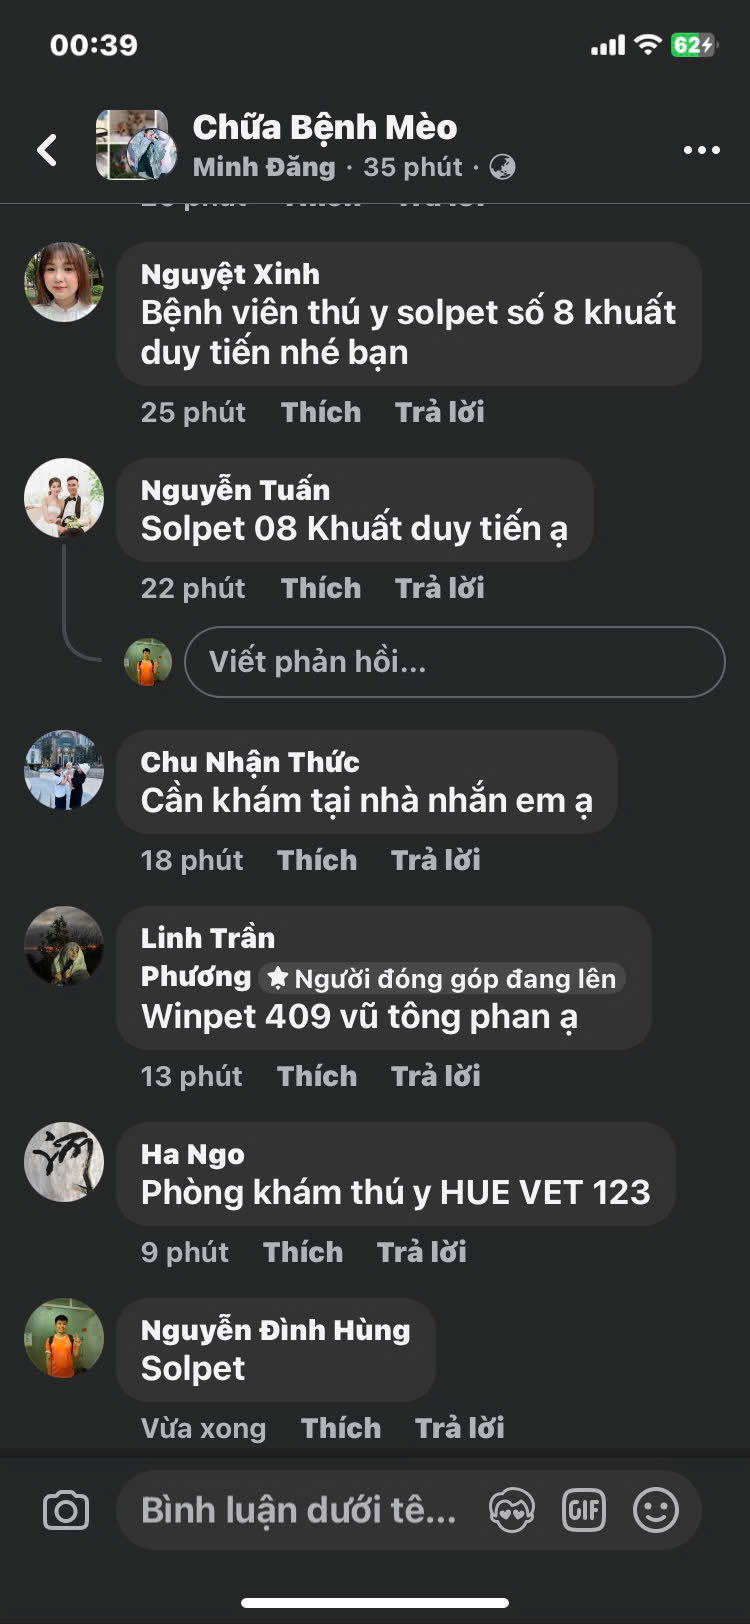 00:39
62
Chữa Bệnh Mèo
Minh Đăng · 35 phút ·
Nguyệt Xinh
Bệnh viên thú y solpet số 8 khuất
duy tiến nhé bạn
25 phút Thích Trả lời
Nguyễn Tuấn
Solpet 08 Khuất duy tiến ạ
22 phút Thích Trả lời
Viết phản hồi...
Chu Nhận Thức
Cần khám tại nhà nhắn em ạ
18 phút Thích Trả lời
Linh Trần
Phương Người đóng góp đang lên
Winpet 409 vũ tông phan ạ
13 phút Thích Trả lời
Ha Ngo
Phòng khám thú y HUE VET 123
9 phút Thích Trả lời
Nguyễn Đình Hùng
Solpet
Vừa xong Thích Trả lời
Bình luận dưới tê... GIF